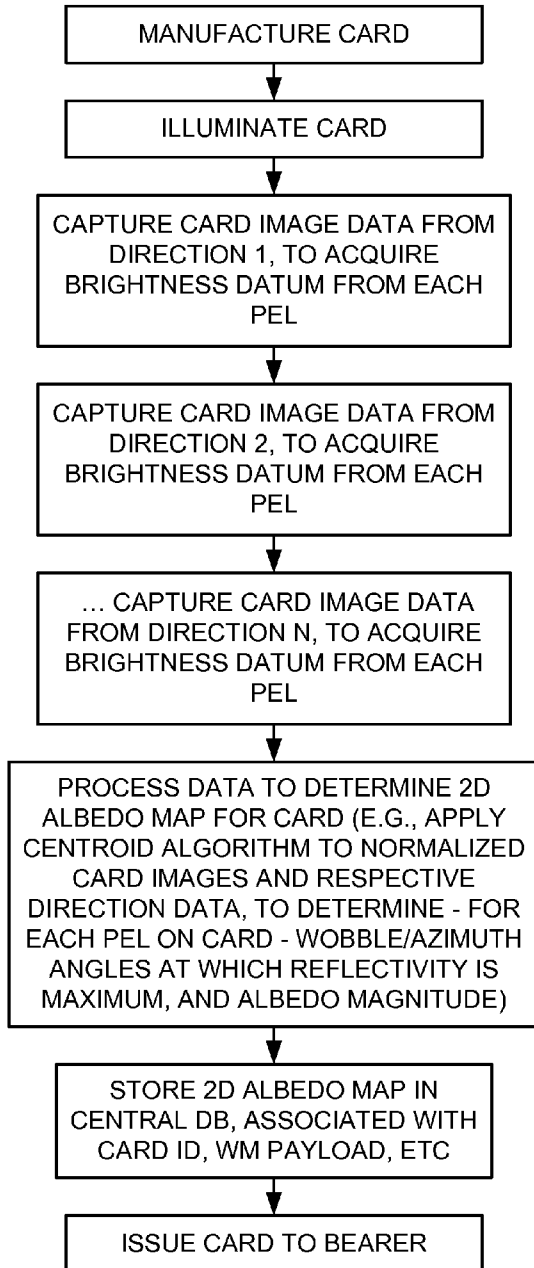 MANUFACTURE CARD
ILLUMINATE CARD
CAPTURE CARD IMAGE DATA FROM
DIRECTION 1, TO ACQUIRE
BRIGHTNESS DATUM FROM EACH
PEL
CAPTURE CARD IMAGE DATA FROM
DIRECTION 2, TO ACQUIRE
BRIGHTNESS DATUM FROM EACH
PEL
... CAPTURE CARD IMAGE DATA
FROM DIRECTION N, TO ACQUIRE
BRIGHTNESS DATUM FROM EACH
PEL
PROCESS DATA TO DETERMINE 2D
ALBEDO MAP FOR CARD (E.G., APPLY
CENTROID ALGORITHM TO NORMALIZED
CARD IMAGES AND RESPECTIVE
DIRECTION DATA, TO DETERMINE - FOR
EACH PEL ON CARD - WOBBLE/AZIMUTH
ANGLES AT WHICH REFLECTIVITY IS
MAXIMUM, AND ALBEDO MAGNITUDE)
STORE 2D ALBEDO MAP IN
CENTRAL DB, ASSOCIATED WITH
CARD ID, WM PAYLOAD, ETC
ISSUE CARD TO BEARER